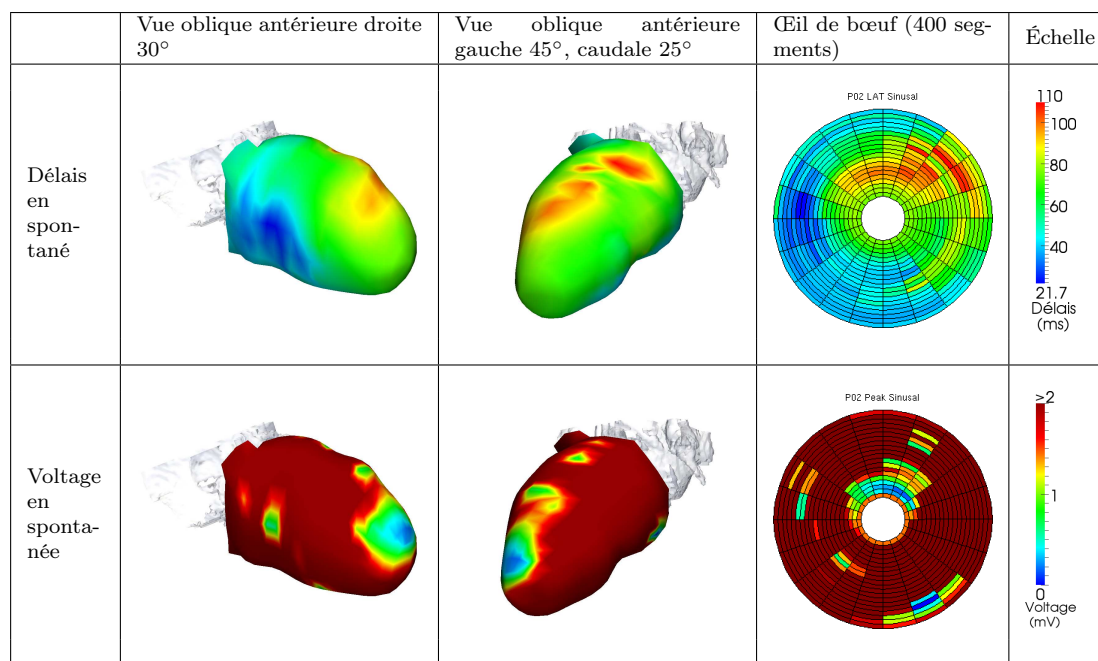 Vue oblique antérieure droite
30°
Vue oblique antérieure
gauche 45°, caudale 25°
Œil de bœuf (400 seg-
ments)
Échelle
Délais
en
spon-
tané
P02 LAT Sinusal
110
100
80
60
40
21.7
Délais
(ms)
Voltage
en
sponta-
née
P02 Peak Sinusal
>2
1
0
Voltage
(mV)